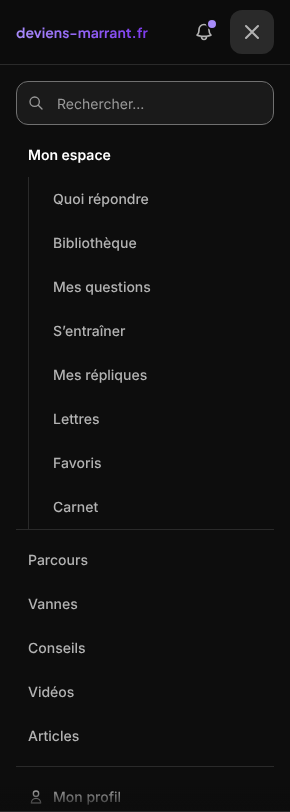 deviens-marrant.fr
Rechercher...
Mon espace
Quoi répondre
Bibliothèque
Mes questions
S’entraîner
Mes répliques
Lettres
Favoris
Carnet
Parcours
Vannes
Conseils
Vidéos
Articles
Mon profil